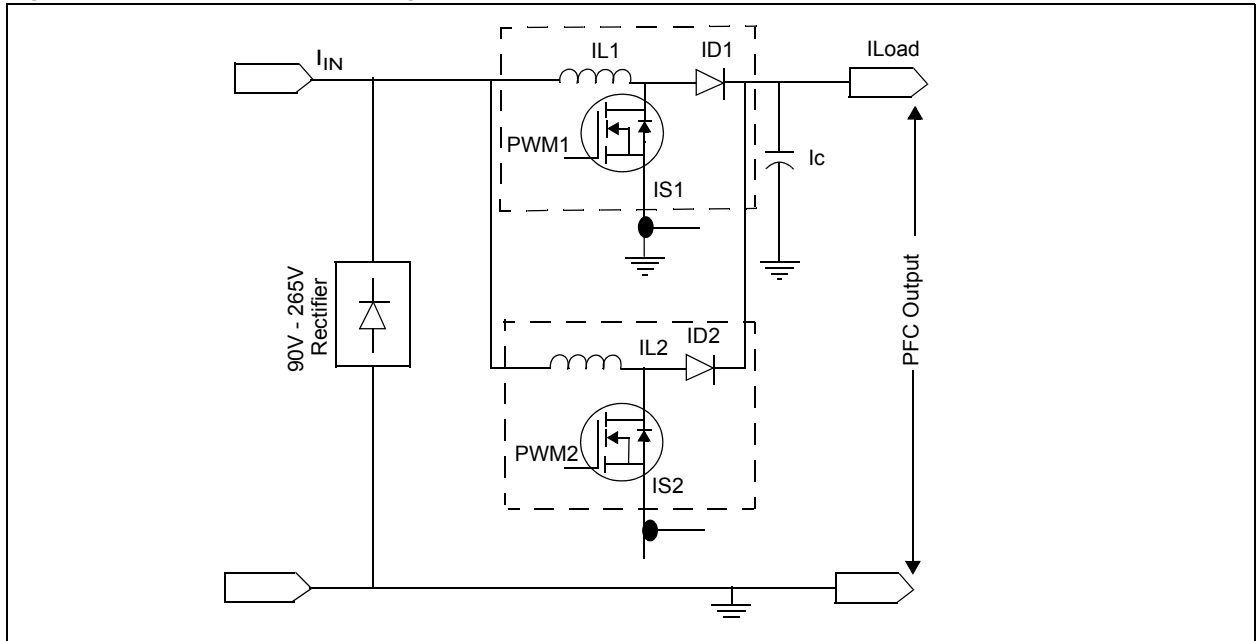 I_IN
IL1
ID1
ILoad
PWM1
Ic
IS1
90V - 265V
Rectifier
PFC Output
IL2
ID2
PWM2
IS2